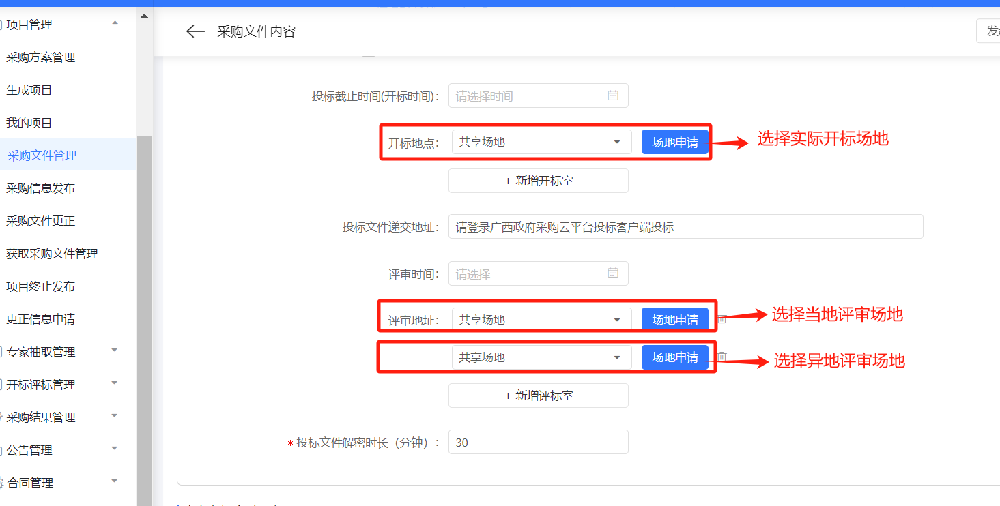 项目管理
采购方案管理
生成项目
我的项目
采购文件管理
采购信息发布
采购文件更正
获取采购文件管理
项目终止发布
更正信息申请
专家抽取管理
开标评标管理
采购结果管理
公告管理
合同管理
采购文件内容
投标截止时间(开标时间): 请选择时间
开标地点: 共享场地 场地申请 选择实际开标场地
+ 新增开标室
投标文件递交地址: 请登录广西政府采购云平台投标客户端投标
评审时间: 请选择
评审地址: 共享场地 场地申请 选择当地评审场地
共享场地 场地申请 选择异地评审场地
+ 新增评标室
* 投标文件解密时长（分钟）: 30